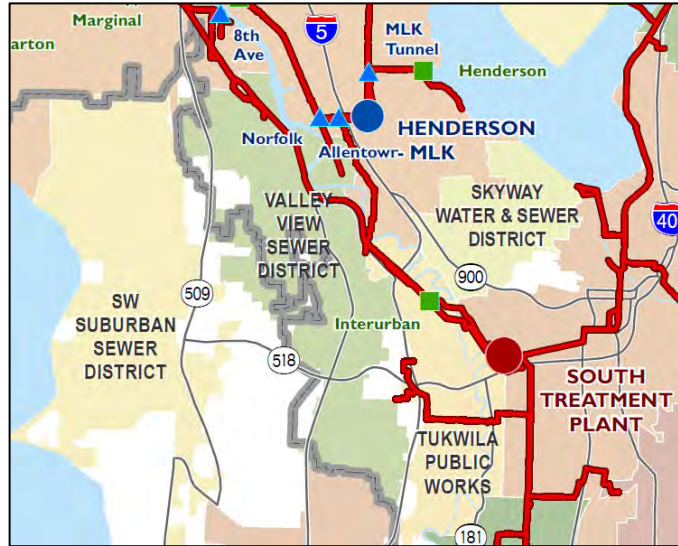 Marginal
arton
8th
Ave
5
MLK
Tunnel
Henderson
Norfolk
Allentowr-
HENDERSON
MLK
VALLEY
VIEW
SEWER
DISTRICT
SKYWAY
WATER & SEWER
DISTRICT
40
900
509
SW
SUBURBAN
SEWER
DISTRICT
Interurban
518
SOUTH
TREATMENT
PLANT
TUKWILA
PUBLIC
WORKS
181